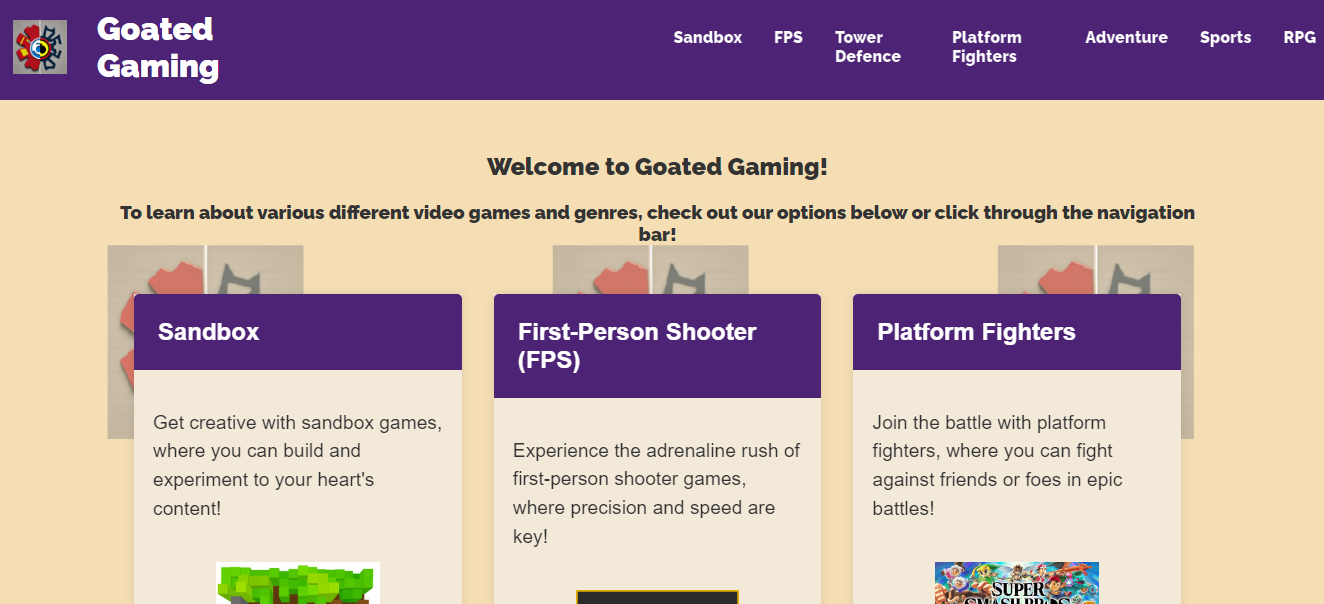 Goated
Gaming
Sandbox FPS Tower Defence Platform Fighters Adventure Sports RPG
Welcome to Goated Gaming!
To learn about various different video games and genres, check out our options below or click through the navigation
bar!
Sandbox
Get creative with sandbox games,
where you can build and
experiment to your heart's
content!
First-Person Shooter
(FPS)
Experience the adrenaline rush of
first-person shooter games,
where precision and speed are
key!
Platform Fighters
Join the battle with platform
fighters, where you can fight
against friends or foes in epic
battles!
SUPER
SMASH BROS